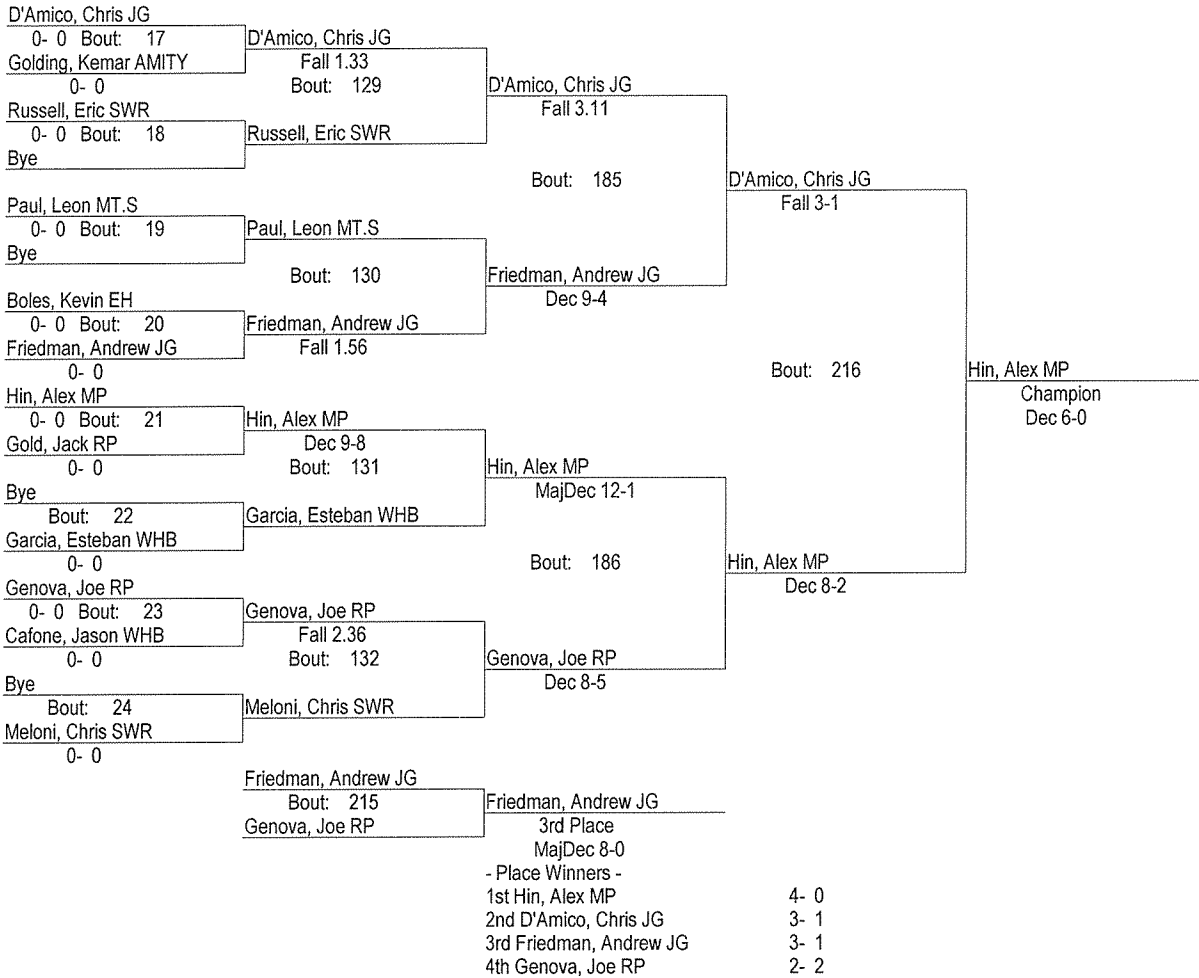 D'Amico, Chris JG
0- 0 Bout: 17
Golding, Kemar AMITY
0- 0
Russell, Eric SWR
0- 0 Bout: 18
Bye
Paul, Leon MT.S
0- 0 Bout: 19
Bye
Boles, Kevin EH
0- 0 Bout: 20
Friedman, Andrew JG
0- 0
Hin, Alex MP
0- 0 Bout: 21
Gold, Jack RP
0- 0
Bye
Bout: 22
Garcia, Esteban WHB
0- 0
Genova, Joe RP
0- 0 Bout: 23
Cafone, Jason WHB
0- 0
Bye
Bout: 24
Meloni, Chris SWR
0- 0
D'Amico, Chris JG
Fall 1.33
Bout: 129
Russell, Eric SWR
Paul, Leon MT.S
Bout: 130
Friedman, Andrew JG
Fall 1.56
Hin, Alex MP
Dec 9-8
Bout: 131
Garcia, Esteban WHB
Genova, Joe RP
Fall 2.36
Bout: 132
Meloni, Chris SWR
D'Amico, Chris JG
Fall 3.11
Bout: 185
Friedman, Andrew JG
Dec 9-4
Hin, Alex MP
MajDec 12-1
Bout: 186
Genova, Joe RP
Dec 8-5
D'Amico, Chris JG
Fall 3-1
Bout: 216
Hin, Alex MP
Dec 8-2
Hin, Alex MP
Champion
Dec 6-0
Friedman, Andrew JG
Bout: 215
Genova, Joe RP
Friedman, Andrew JG
3rd Place
MajDec 8-0
- Place Winners -
1st Hin, Alex MP 4- 0
2nd D'Amico, Chris JG 3- 1
3rd Friedman, Andrew JG 3- 1
4th Genova, Joe RP 2- 2